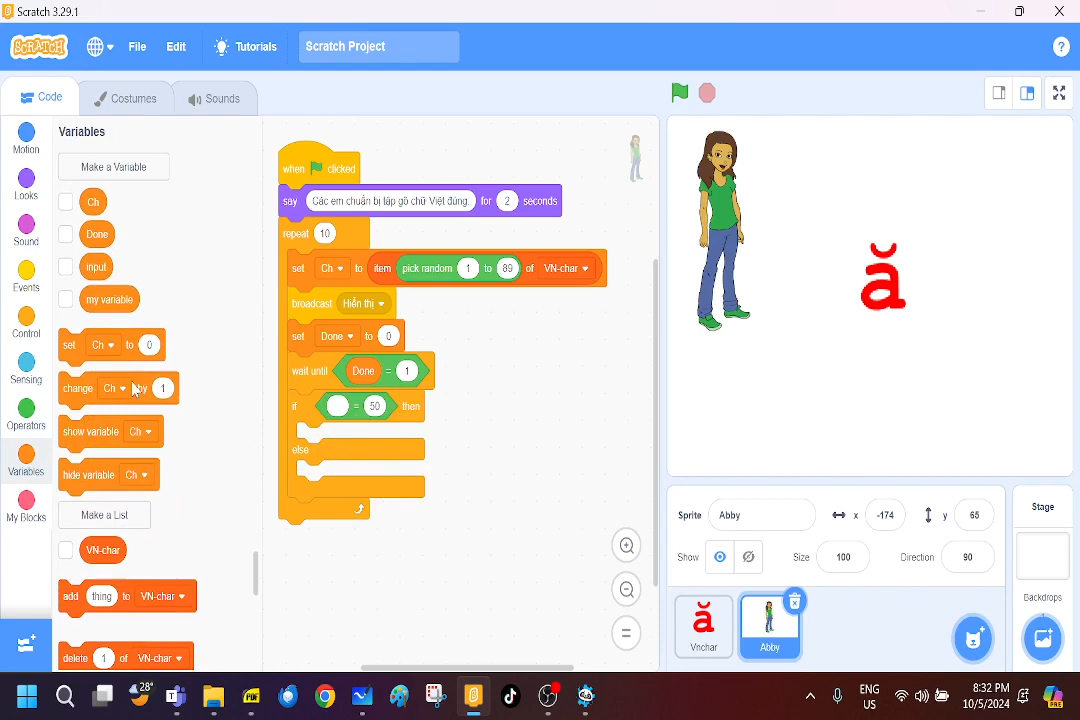 Scratch 3.29.1
SCRATCH File Edit Tutorials Scratch Project ?
Code Costumes Sounds
Motion
Looks
Sound
Events
Control
Sensing
Operators
Variables
My Blocks
Variables
Make a Variable
Ch
Done
input
my variable
set Ch to 0
change Ch by 1
show variable Ch
hide variable Ch
Make a List
VN-char
add thing to VN-char
delete 1 of VN-char
when clicked
say Các em chuẩn bị tâp gõ chữ Việt đúng. for 2 seconds
repeat 10
set Ch to item pick random 1 to 89 of VN-char
broadcast Hiển thị
set Done to 0
wait until Done = 1
if = 50 then
else
ă
Sprite Abby x -174 y 65
Show Size 100 Direction 90
ă
Vnchar
Abby
Stage
Backdrops
1
28°
PDF
ENG
US
8:32 PM
10/5/2024
PRE